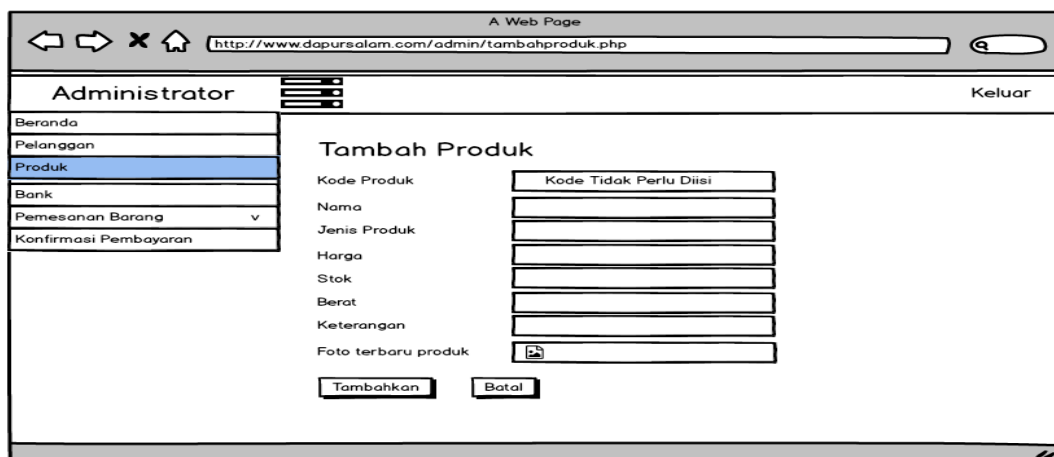 A Web Page
http://www.dapursalam.com/admin/tambahproduk.php
Administrator
Keluar
Beranda
Pelanggan
Produk
Bank
Pemesanan Barang v
Konfirmasi Pembayaran
Tambah Produk
Kode Produk Kode Tidak Perlu Diisi
Nama
Jenis Produk
Harga
Stok
Berat
Keterangan
Foto terbaru produk
Tambahkan Batal